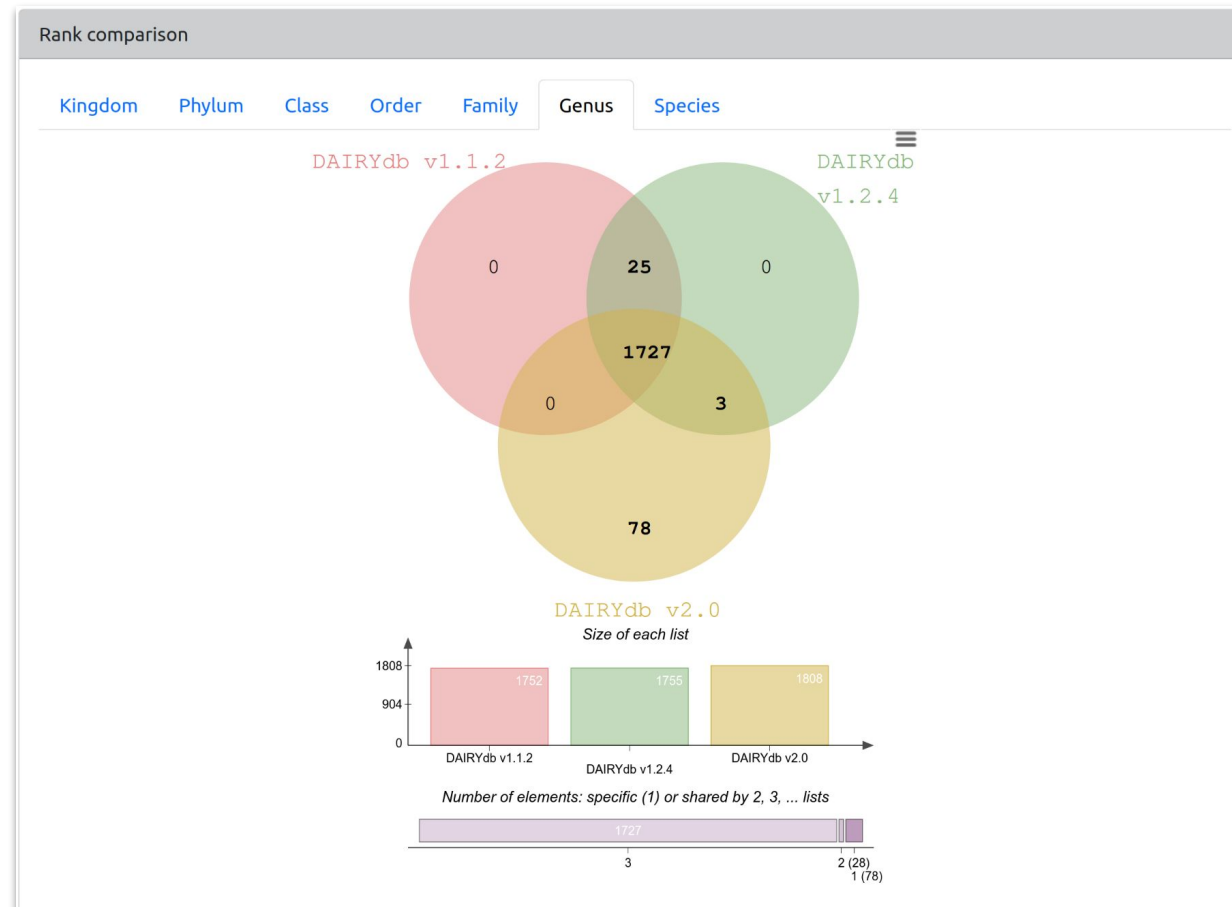 Rank comparison
Kingdom Phylum Class Order Family Genus Species
DAIRYdb v1.1.2
DAIRYdb
v1.2.4
0 25 0
1727
0 3
78
DAIRYdb v2.0
Size of each list
1808
904
0
1752 1755 1808
DAIRYdb v1.1.2 DAIRYdb v1.2.4 DAIRYdb v2.0
Number of elements: specific (1) or shared by 2, 3, ... lists
1727
3 2 (28)
1 (78)